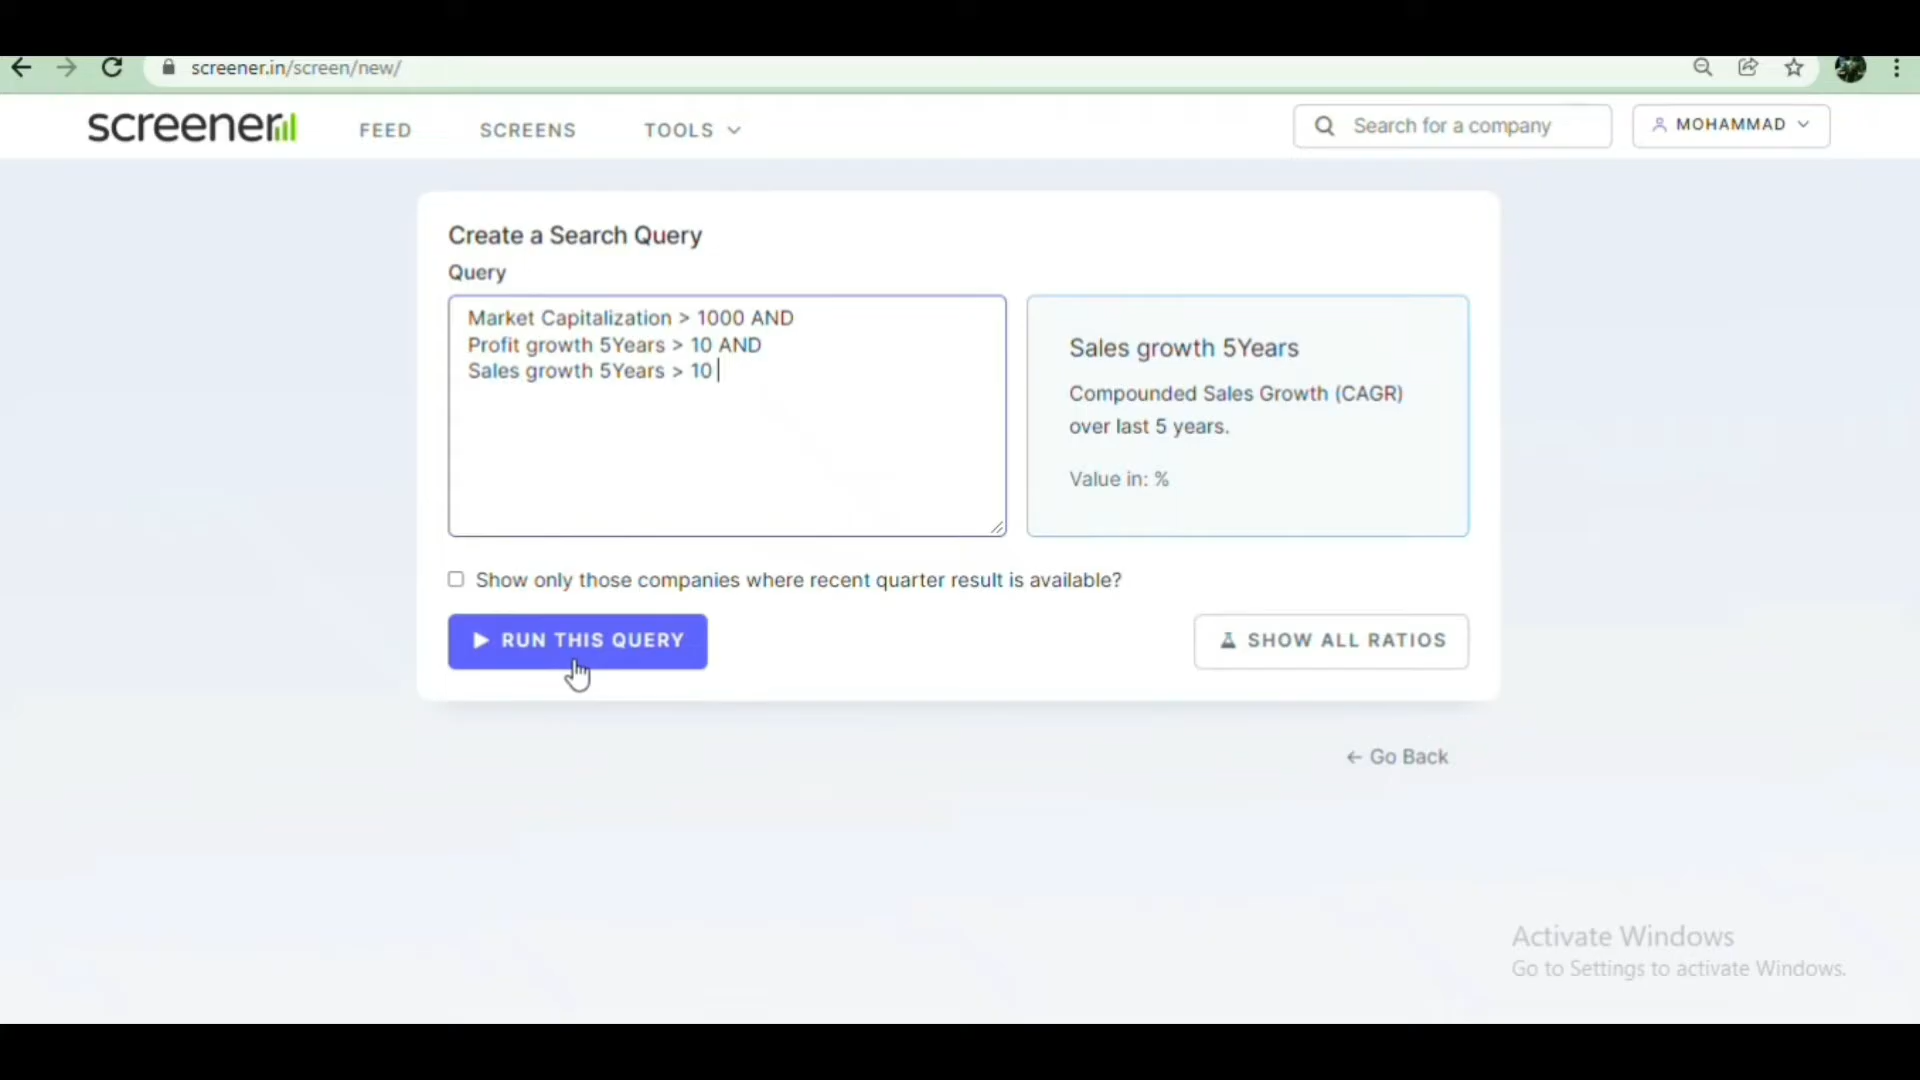 screener.in/screen/new/
screener
FEED
SCREENS
TOOLS
Search for a company
MOHAMMAD
Create a Search Query
Query
Market Capitalization > 1000 AND
Profit growth 5Years > 10 AND
Sales growth 5Years > 10
Sales growth 5Years
Compounded Sales Growth (CAGR)
over last 5 years.
Value in: %
Show only those companies where recent quarter result is available?
RUN THIS QUERY
SHOW ALL RATIOS
← Go Back
Activate Windows
Go to Settings to activate Windows.